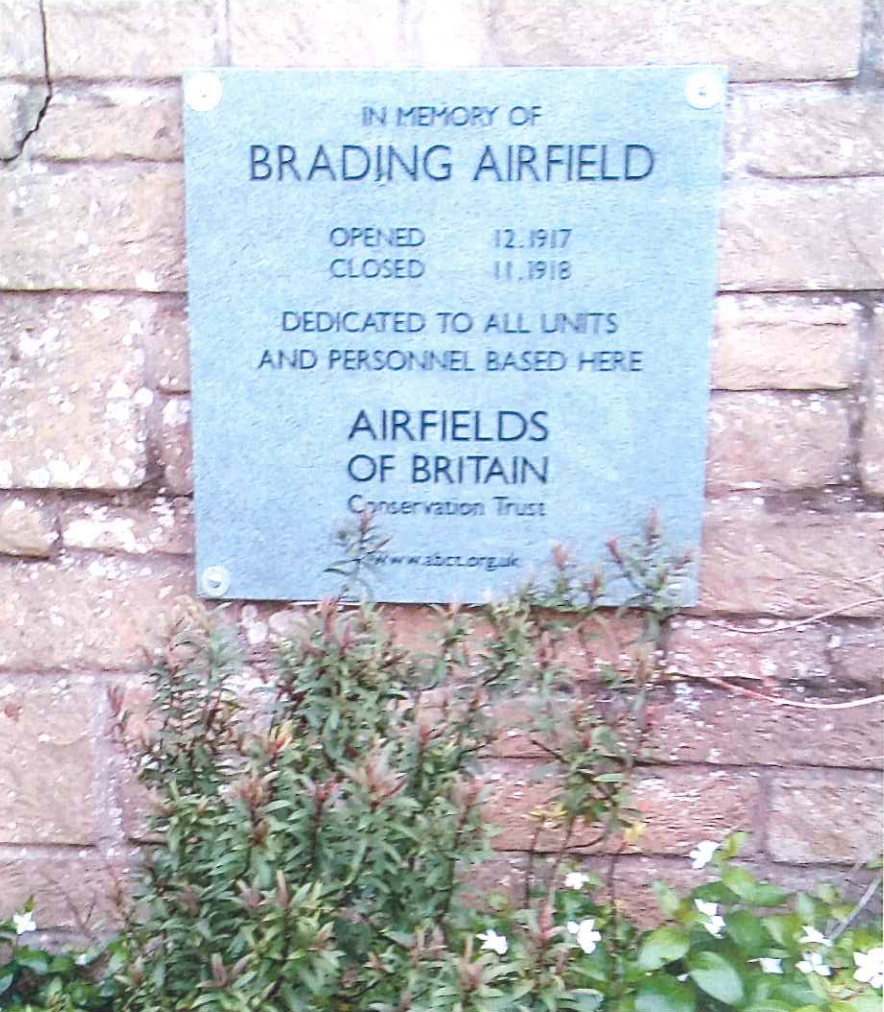 IN MEMORY OF
BRADING AIRFIELD
OPENED 12.1917
CLOSED 11.1918
DEDICATED TO ALL UNITS
AND PERSONNEL BASED HERE
AIRFIELDS
OF BRITAIN
Conservation Trust
www.abct.org.uk